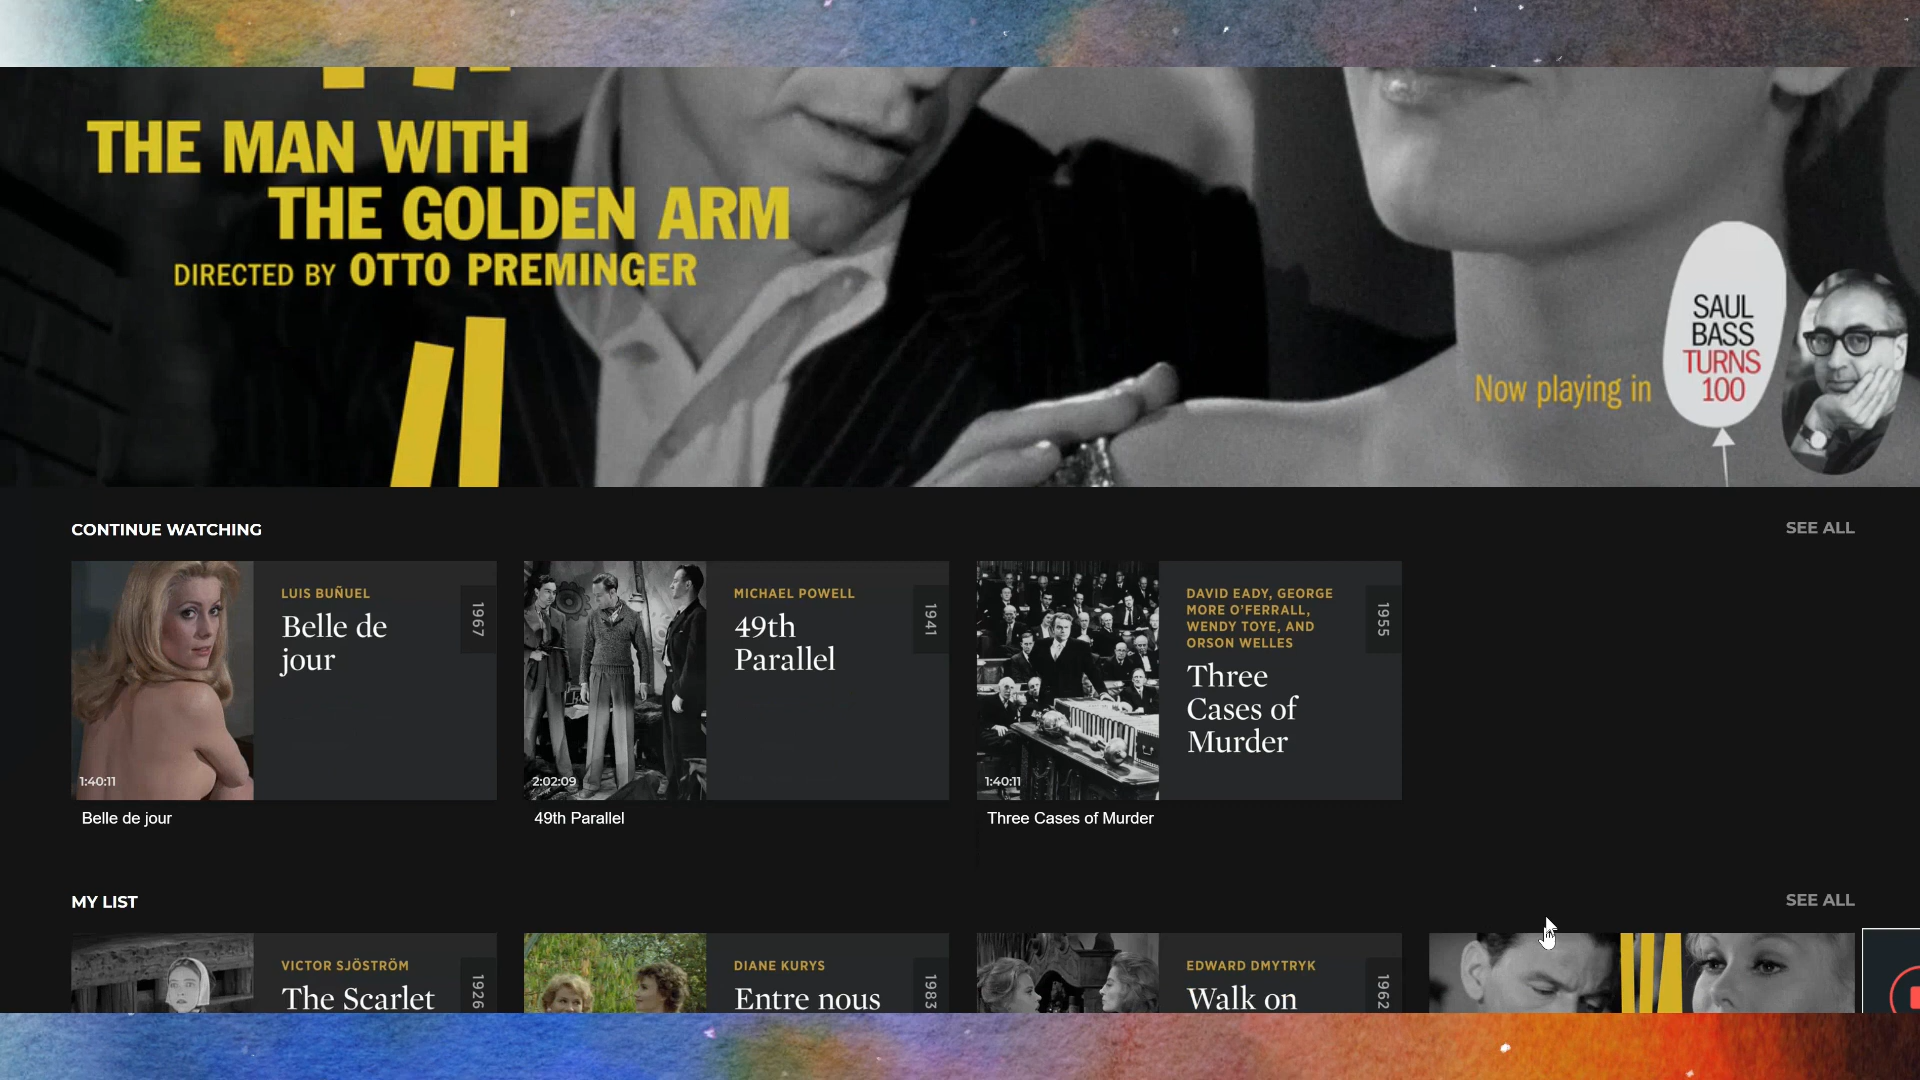 THE MAN WITH
THE GOLDEN ARM
DIRECTED BY OTTO PREMINGER
SAUL
BASS
TURNS
100
Now playing in
CONTINUE WATCHING
SEE ALL
LUIS BUÑUEL
Belle de
jour
1967
1:40:11
Belle de jour
MICHAEL POWELL
49th
Parallel
1941
2:02:09
49th Parallel
DAVID EADY, GEORGE
MORE O'FERRALL,
WENDY TOYE, AND
ORSON WELLES
Three
Cases of
Murder
1955
1:40:11
Three Cases of Murder
MY LIST
SEE ALL
VICTOR SJÖSTRÖM
The Scarlet
1926
DIANE KURYS
Entre nous
1983
EDWARD DMYTRYK
Walk on
1962